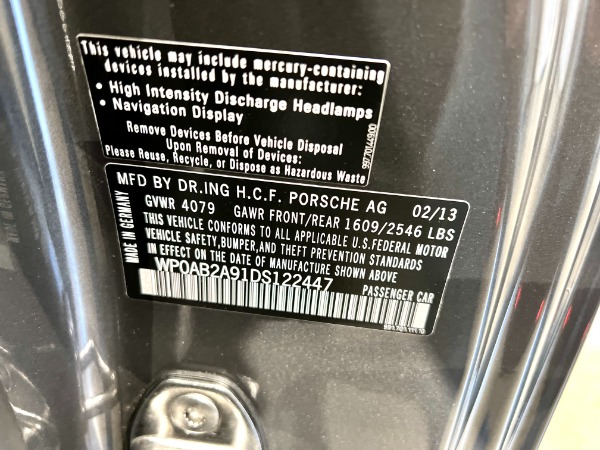 This vehicle may include mercury-containing
devices installed by the manufacturer:
• High Intensity Discharge Headlamps
• Navigation Display
Remove Devices Before Vehicle Disposal
Upon Removal of Devices:
Please Reuse, Recycle, or Dispose as Hazardous Waste
MADE IN GERMANY
MFD BY DR.ING H.C.F. PORSCHE AG 02/13
GVWR 4079 GAWR FRONT/REAR 1609/2546 LBS
THIS VEHICLE CONFORMS TO ALL APPLICABLE U.S.FEDERAL MOTOR
VEHICLE SAFETY,BUMPER,AND THEFT PREVENTION STANDARDS
IN EFFECT ON THE DATE OF MANUFACTURE SHOWN ABOVE
WP0AB2A91DS122447 PASSENGER CAR